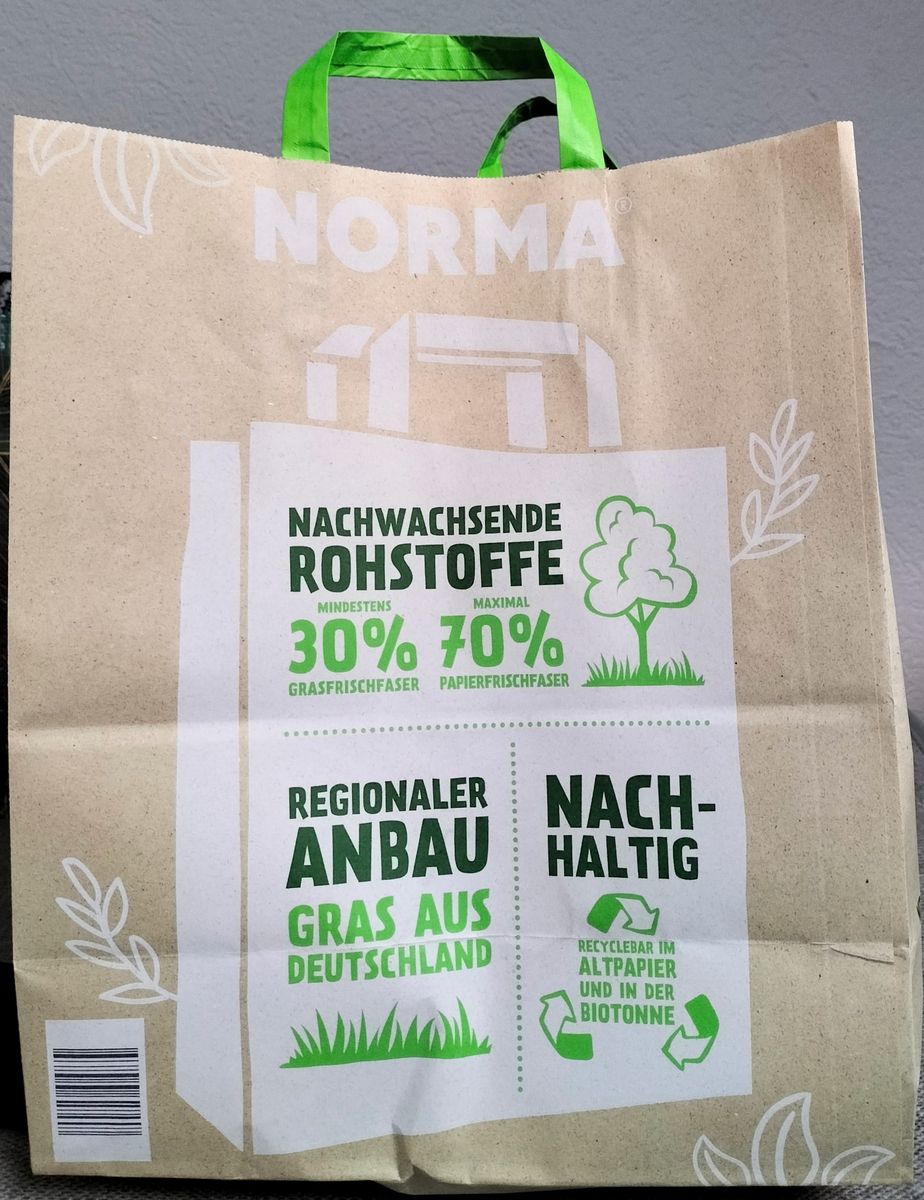 NORMA®
NACHWACHSENDE
ROHSTOFFE
MINDESTENS
30%
GRASFRISCHFASER
MAXIMAL
70%
PAPIERFRISCHFASER
REGIONALER
ANBAU
GRAS AUS
DEUTSCHLAND
NACH-
HALTIG
RECYCLEBAR IM
ALTPAPIER
UND IN DER
BIOTONNE